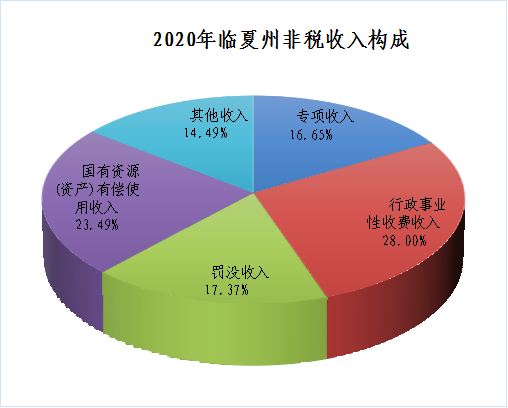 2020年临夏州非税收入构成
其他收入
14.49%
专项收入
16.65%
国有资源
(资产)有偿使
用收入
23.49%
行政事业
性收费收入
28.00%
罚没收入
17.37%